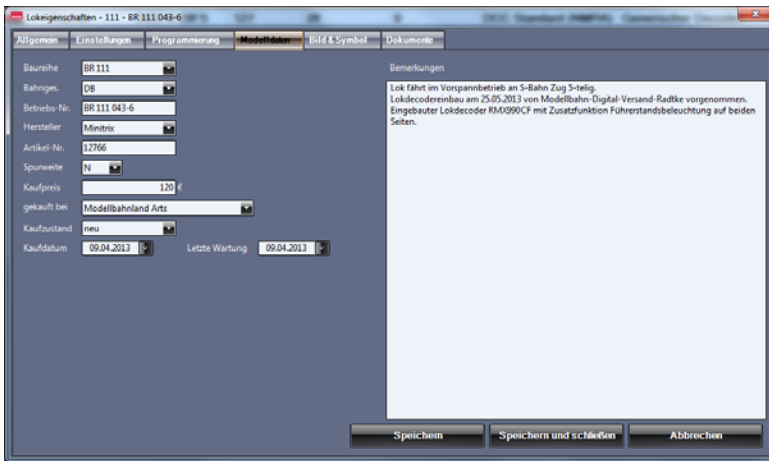 Lokeigenschaften - 111 - BR 111 043-6
Allgemein Einstellungen Programmierung Modelldaten Bild & Symbol Dokumente
Baureihe BR 111
Bahnges. DB
Betriebs-Nr. BR 111 043-6
Hersteller Minitrix
Artikel-Nr. 12766
Spurweite N
Kaufpreis 120 €
gekauft bei Modellbahnland Arts
Kaufzustand neu
Kaufdatum 09.04.2013 Letzte Wartung 09.04.2013
Bemerkungen
Lok fährt im Vorspannbetrieb an S-Bahn Zug 5-telig.
Lokdecodereinbau am 25.05.2013 von Modellbahn-Digital-Versand-Radtke vorgenommen.
Eingebauter Lokdecoder RMX990CF mit Zusatzfunktion Führerstandsbeleuchtung auf beiden
Seiten.
Speichern Speichern und schließen Abbrechen